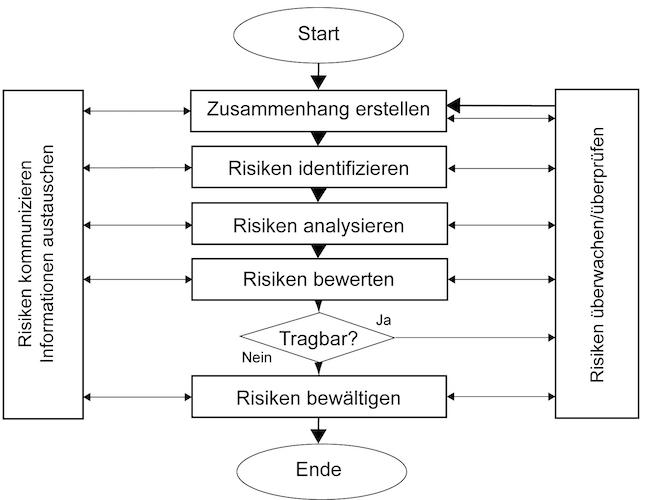 Start
Zusammenhang erstellen
Risiken identifizieren
Risiken analysieren
Risiken bewerten
Tragbar?
Ja
Nein
Risiken bewältigen
Ende
Risiken kommunizieren
Informationen austauschen
Risiken überwachen/überprüfen